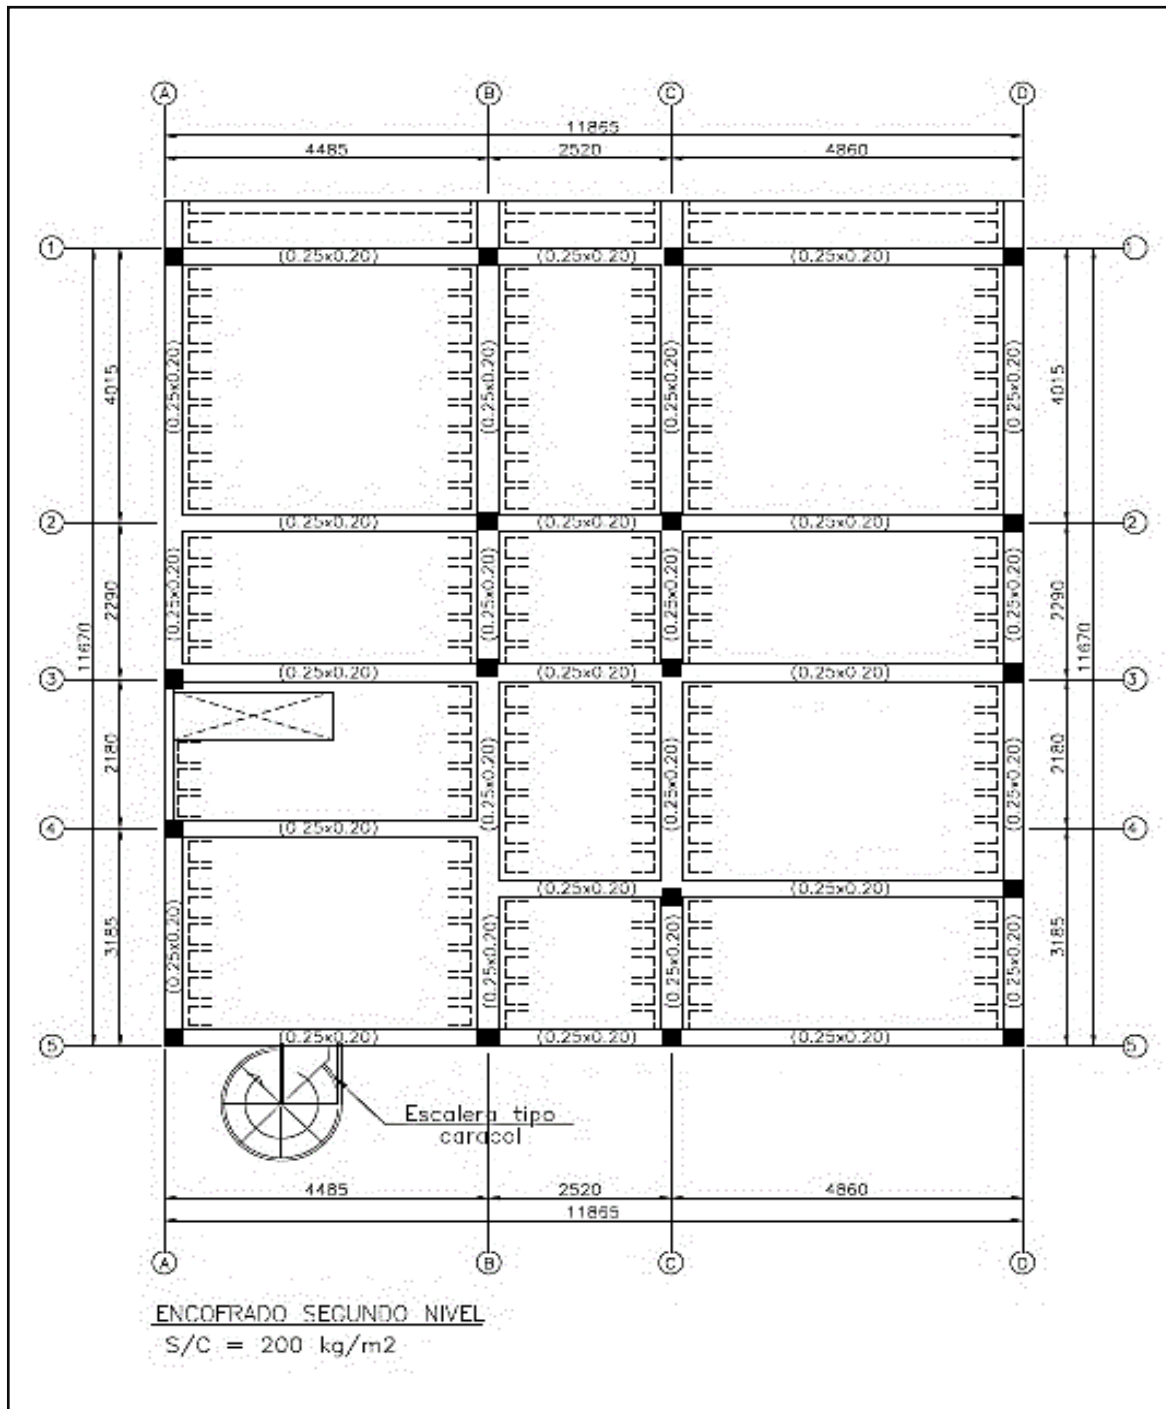 A B C D
11865
4485 2520 4860
1 (0.25x0.20) (0.25x0.20) (0.25x0.20) 1
4015 (0.25x0.20) (0.25x0.20) (0.25x0.20) (0.25x0.20) 4015
2 (0.25x0.20) (0.25x0.20) (0.25x0.20) 2
11670 2290 (0.25x0.20) (0.25x0.20) (0.25x0.20) (0.25x0.20) 2290 11670
3 (0.25x0.20) (0.25x0.20) (0.25x0.20) 3
2180 (0.25x0.20) (0.25x0.20) (0.25x0.20) 2180
4 (0.25x0.20) 4
(0.25x0.20) (0.25x0.20)
3185 (0.25x0.20) (0.25x0.20) (0.25x0.20) (0.25x0.20) 3185
5 (0.25x0.20) (0.25x0.20) (0.25x0.20) 5
Escalera tipo
caracol
4485 2520 4860
11865
A B C D
ENCOFRADO SEGUNDO NIVEL
S/C = 200 kg/m2